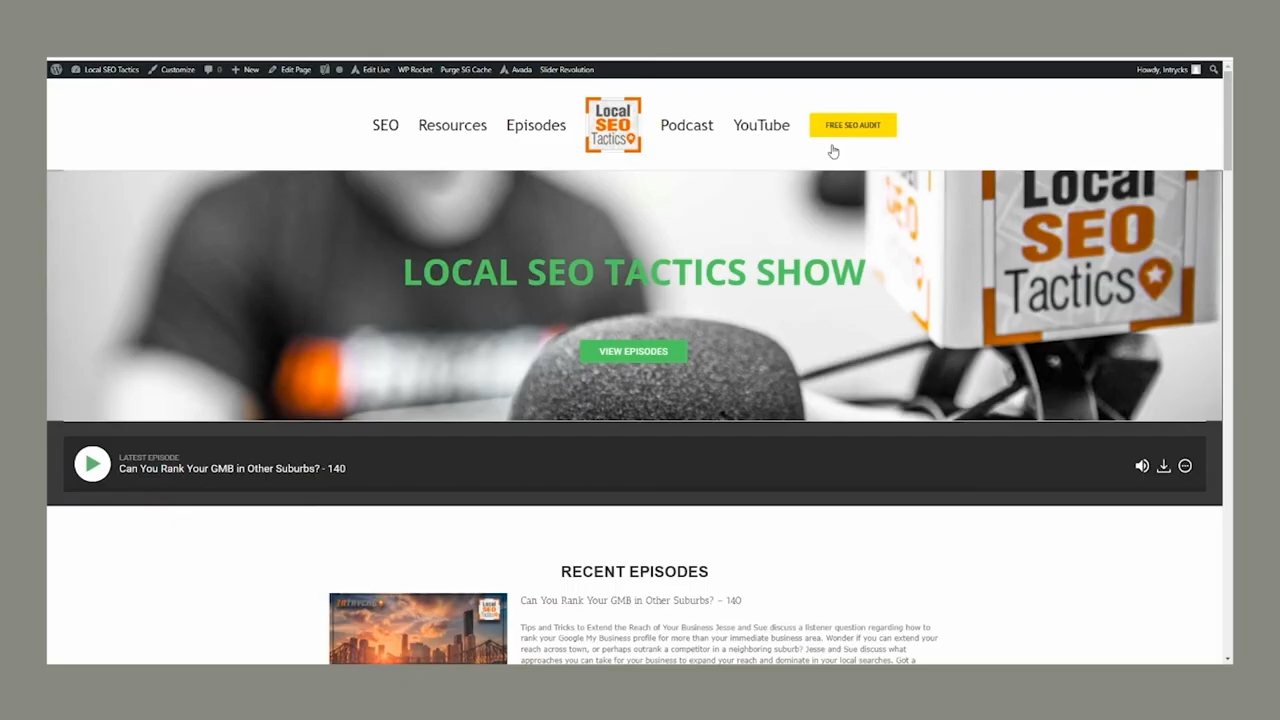 Local SEO Tactics Customize 0 New Edit Page Edit Live WP Rocket Purge SG Cache Avada Slider Revolution Howdy, Intrycks
SEO Resources Episodes Local SEO Tactics Podcast YouTube FREE SEO AUDIT
Local
SEO
Tactics
LOCAL SEO TACTICS SHOW
VIEW EPISODES
LATEST EPISODE
Can You Rank Your GMB in Other Suburbs? - 140
RECENT EPISODES
INTRYCKS
Local
SEO
Tactics
Can You Rank Your GMB in Other Suburbs? – 140
Tips and Tricks to Extend the Reach of Your Business Jesse and Sue discuss a listener question regarding how to
rank your Google My Business profile for more than your immediate business area. Wonder if you can extend your
reach across town, or perhaps outrank a competitor in a neighboring suburb? Jesse and Sue discuss what
approaches you can take for your business to expand your reach and dominate in your local searches. Got a